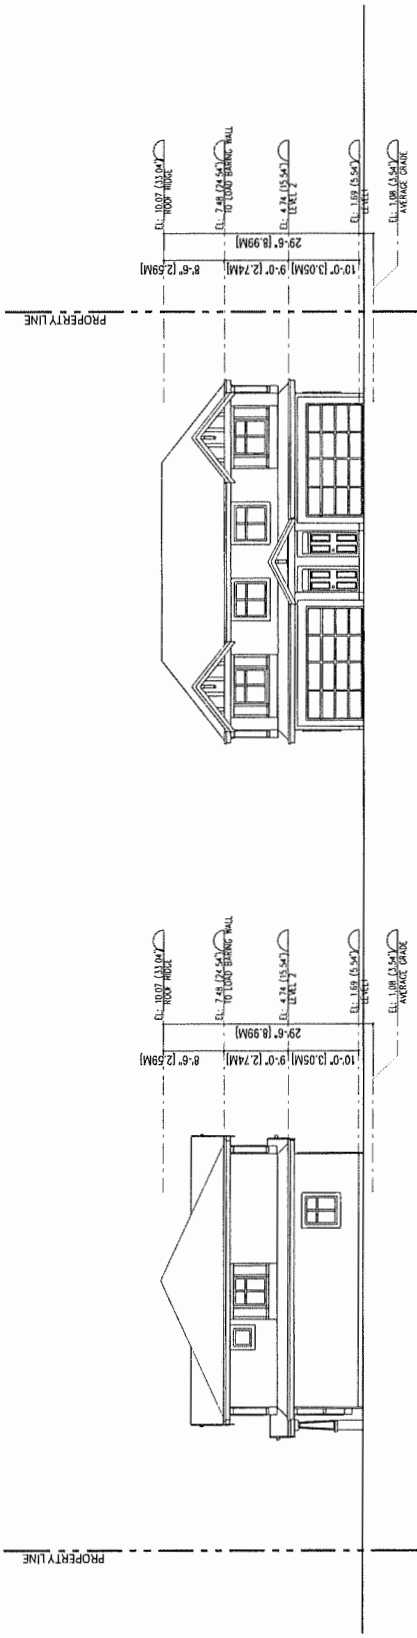 PROPERTY LINE
EL: 10.07 (33.04')
ROOF RIDGE
EL: 7.48 (24.54')
TO LOAD BARING WALL
EL: 4.74 (15.54')
LEVEL 2
EL: 1.69 (5.54')
LEVEL1
EL: 1.08 (3.54')
AVERAGE GRADE
29'-6" [8.99M]
8'-6" [2.59M]
9'-0" [2.74M]
10'-0" [3.05M]
EL: 10.07 (33.04')
ROOF RIDGE
EL: 7.48 (24.54')
TO LOAD BARING WALL
EL: 4.74 (15.54')
LEVEL 2
EL: 1.69 (5.54')
LEVEL1
EL: 1.08 (3.54')
AVERAGE GRADE
29'-6" [8.99M]
8'-6" [2.59M]
9'-0" [2.74M]
10'-0" [3.05M]
PROPERTY LINE